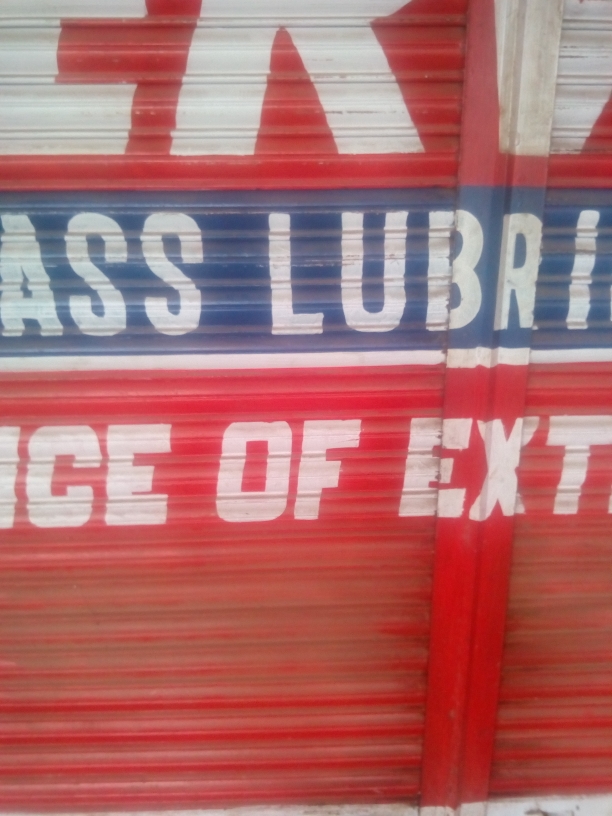 ASS LUBRI
ICE OF EXT